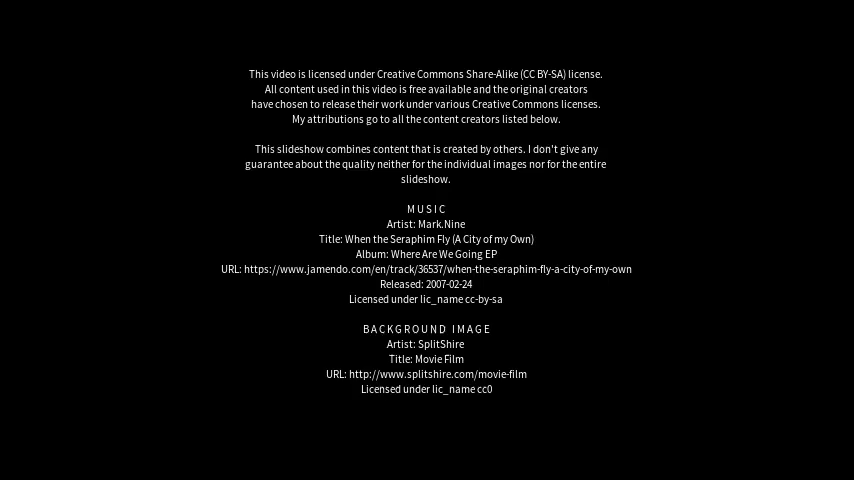 This video is licensed under Creative Commons Share-Alike (CC BY-SA) license.
All content used in this video is free available and the original creators
have chosen to release their work under various Creative Commons licenses.
My attributions go to all the content creators listed below.
This slideshow combines content that is created by others. I don't give any
guarantee about the quality neither for the individual images nor for the entire
slideshow.
MUSIC
Artist: Mark.Nine
Title: When the Seraphim Fly (A City of my Own)
Album: Where Are We Going EP
URL: https://www.jamendo.com/en/track/36537/when-the-seraphim-fly-a-city-of-my-own
Released: 2007-02-24
Licensed under lic_name cc-by-sa
BACKGROUND IMAGE
Artist: SplitShire
Title: Movie Film
URL: http://www.splitshire.com/movie-film
Licensed under lic_name cc0